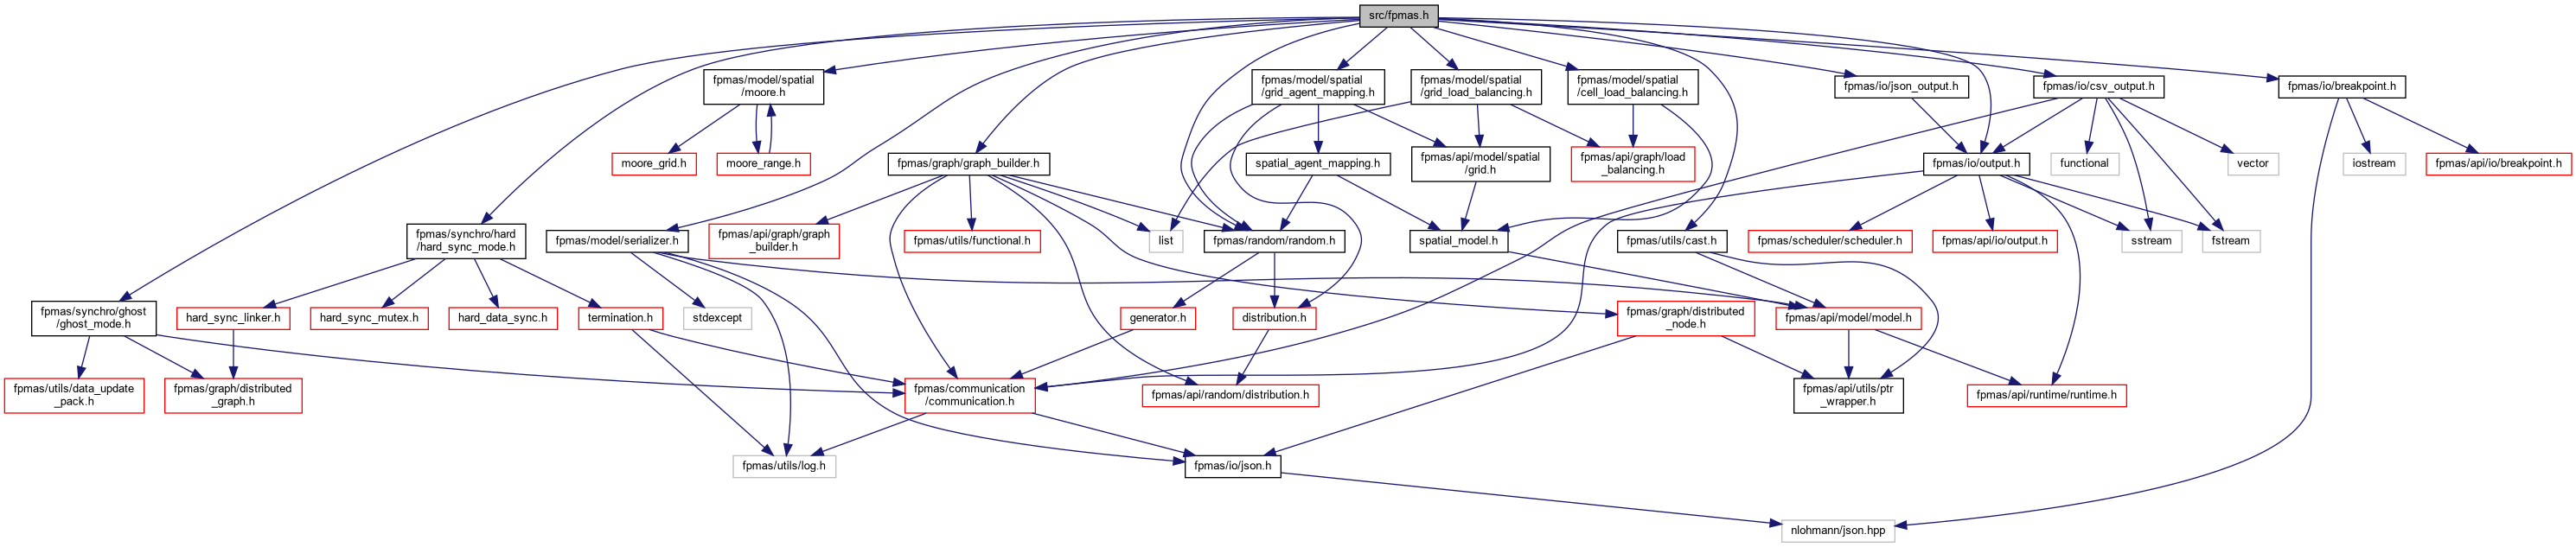 src/fpmas.h
fpmas/model/spatial
/moore.h
fpmas/model/spatial
/grid_agent_mapping.h
fpmas/model/spatial
/grid_load_balancing.h
fpmas/model/spatial
/cell_load_balancing.h
fpmas/io/json_output.h
fpmas/io/csv_output.h
fpmas/io/breakpoint.h
moore_grid.h
moore_range.h
fpmas/graph/graph_builder.h
spatial_agent_mapping.h
fpmas/api/model/spatial
/grid.h
fpmas/api/graph/load
_balancing.h
fpmas/io/output.h
functional
vector
iostream
fpmas/api/io/breakpoint.h
fpmas/synchro/hard
/hard_sync_mode.h
fpmas/model/serializer.h
fpmas/api/graph/graph
_builder.h
fpmas/utils/functional.h
list
fpmas/random/random.h
spatial_model.h
fpmas/utils/cast.h
fpmas/scheduler/scheduler.h
fpmas/api/io/output.h
sstream
fstream
fpmas/synchro/ghost
/ghost_mode.h
hard_sync_linker.h
hard_sync_mutex.h
hard_data_sync.h
termination.h
stdexcept
generator.h
distribution.h
fpmas/graph/distributed
_node.h
fpmas/api/model/model.h
fpmas/utils/data_update
_pack.h
fpmas/graph/distributed
_graph.h
fpmas/communication
/communication.h
fpmas/api/random/distribution.h
fpmas/api/utils/ptr
_wrapper.h
fpmas/api/runtime/runtime.h
fpmas/utils/log.h
fpmas/io/json.h
nlohmann/json.hpp